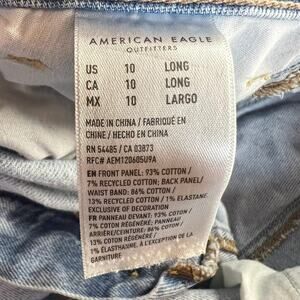 AMERICAN EAGLE
OUTFITTERS
US 10 LONG
CA 10 LONG
MX 10 LARGO
MADE IN CHINA / FABRIQUÉ EN
CHINE / HECHO EN CHINA
RN 54485 / CA 03873
RFC# AEM120605U9A
EN FRONT PANEL: 93% COTTON /
7% RECYCLED COTTON; BACK PANEL/
WAIST BAND: 86% COTTON /
13% RECYCLED COTTON / 1% ELASTANE.
EXCLUSIVE OF DECORATION
FR PANNEAU DEVANT: 93% COTON /
7% COTON RÉGÉNÉRÉ; PANNEAU
ARRIÈRE/CEINTURE: 86% COTON /
13% COTON RÉGÉNÉRÉ /
1% ÉLASTHANNE. À L'EXCEPTION DE LA
GARNITURE